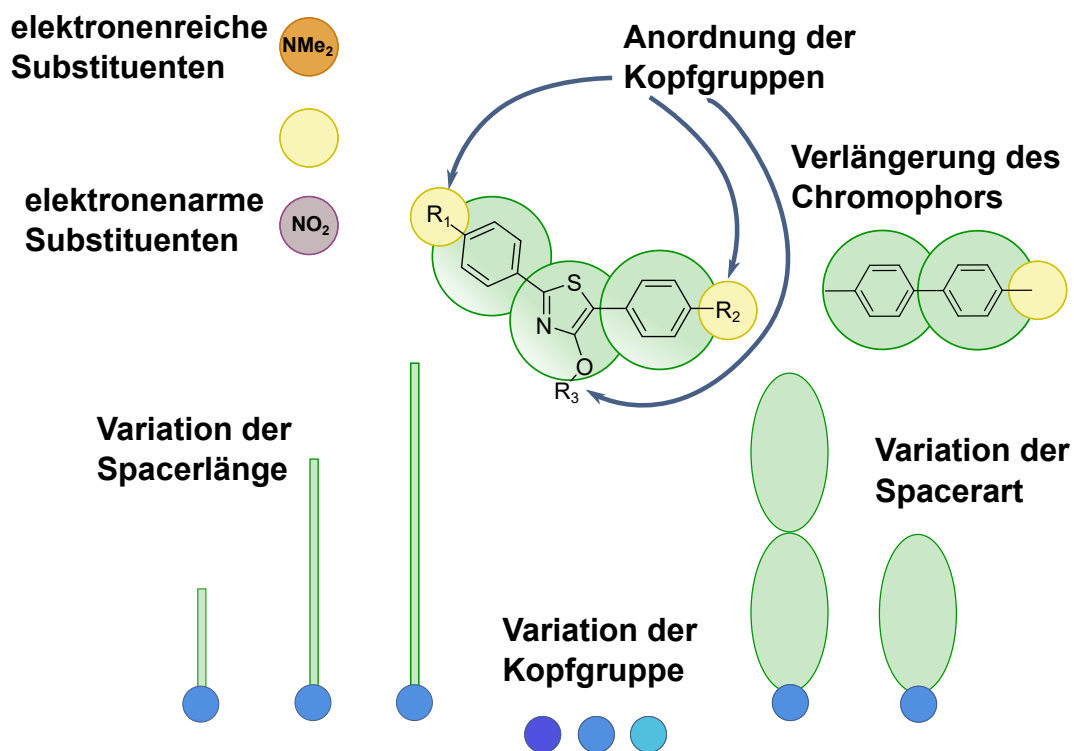 elektronenreiche
Substituenten
NMe₂
elektronenarme
Substituenten
NO₂
Anordnung der
Kopfgruppen
Verlängerung des
Chromophors
R₁
S
N
R₂
O
R₃
Variation der
Spacerlänge
Variation der
Spacerart
Variation der
Kopfgruppe